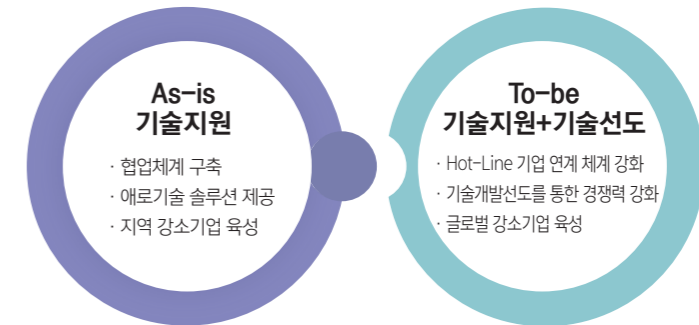 As-is
기술지원
· 협업체계 구축
· 애로기술 솔루션 제공
· 지역 강소기업 육성
To-be
기술지원+기술선도
· Hot-Line 기업 연계 체계 강화
· 기술개발선도를 통한 경쟁력 강화
· 글로벌 강소기업 육성